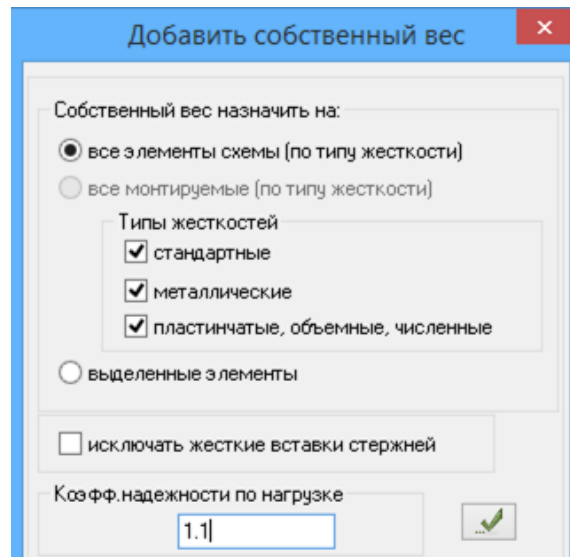 Добавить собственный вес
Собственный вес назначить на:
все элементы схемы (по типу жесткости)
все монтируемые (по типу жесткости)
Типы жесткостей
стандартные
металлические
пластинчатые, объемные, численные
выделенные элементы
исключать жесткие вставки стержней
Коэфф.надежности по нагрузке
1.1